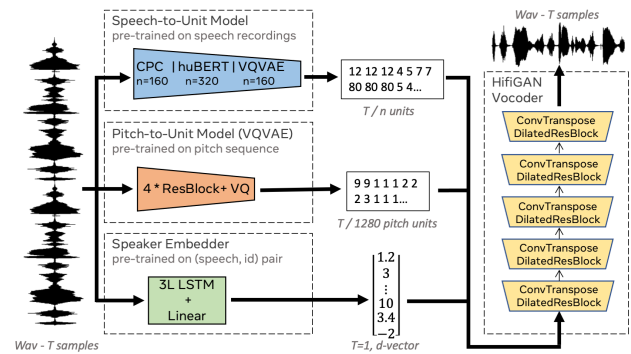 Speech-to-Unit Model
pre-trained on speech recordings
CPC | huBERT | VQVAE
n=160 n=320 n=160
12 12 12 4 5 7 7
80 80 80 5 4...
T / n units
Pitch-to-Unit Model (VQVAE)
pre-trained on pitch sequence
4 * ResBlock+ VQ
9 9 1 1 1 2 2
2 3 1 1 1...
T / 1280 pitch units
Speaker Embedder
pre-trained on (speech, id) pair
3L LSTM
+
Linear
1.2
3
⋮
10
3.4
-2
T=1, d-vector
Wav - T samples
Wav - T samples
HifiGAN
Vocoder
ConvTranspose
DilatedResBlock
ConvTranspose
DilatedResBlock
ConvTranspose
DilatedResBlock
ConvTranspose
DilatedResBlock
ConvTranspose
DilatedResBlock